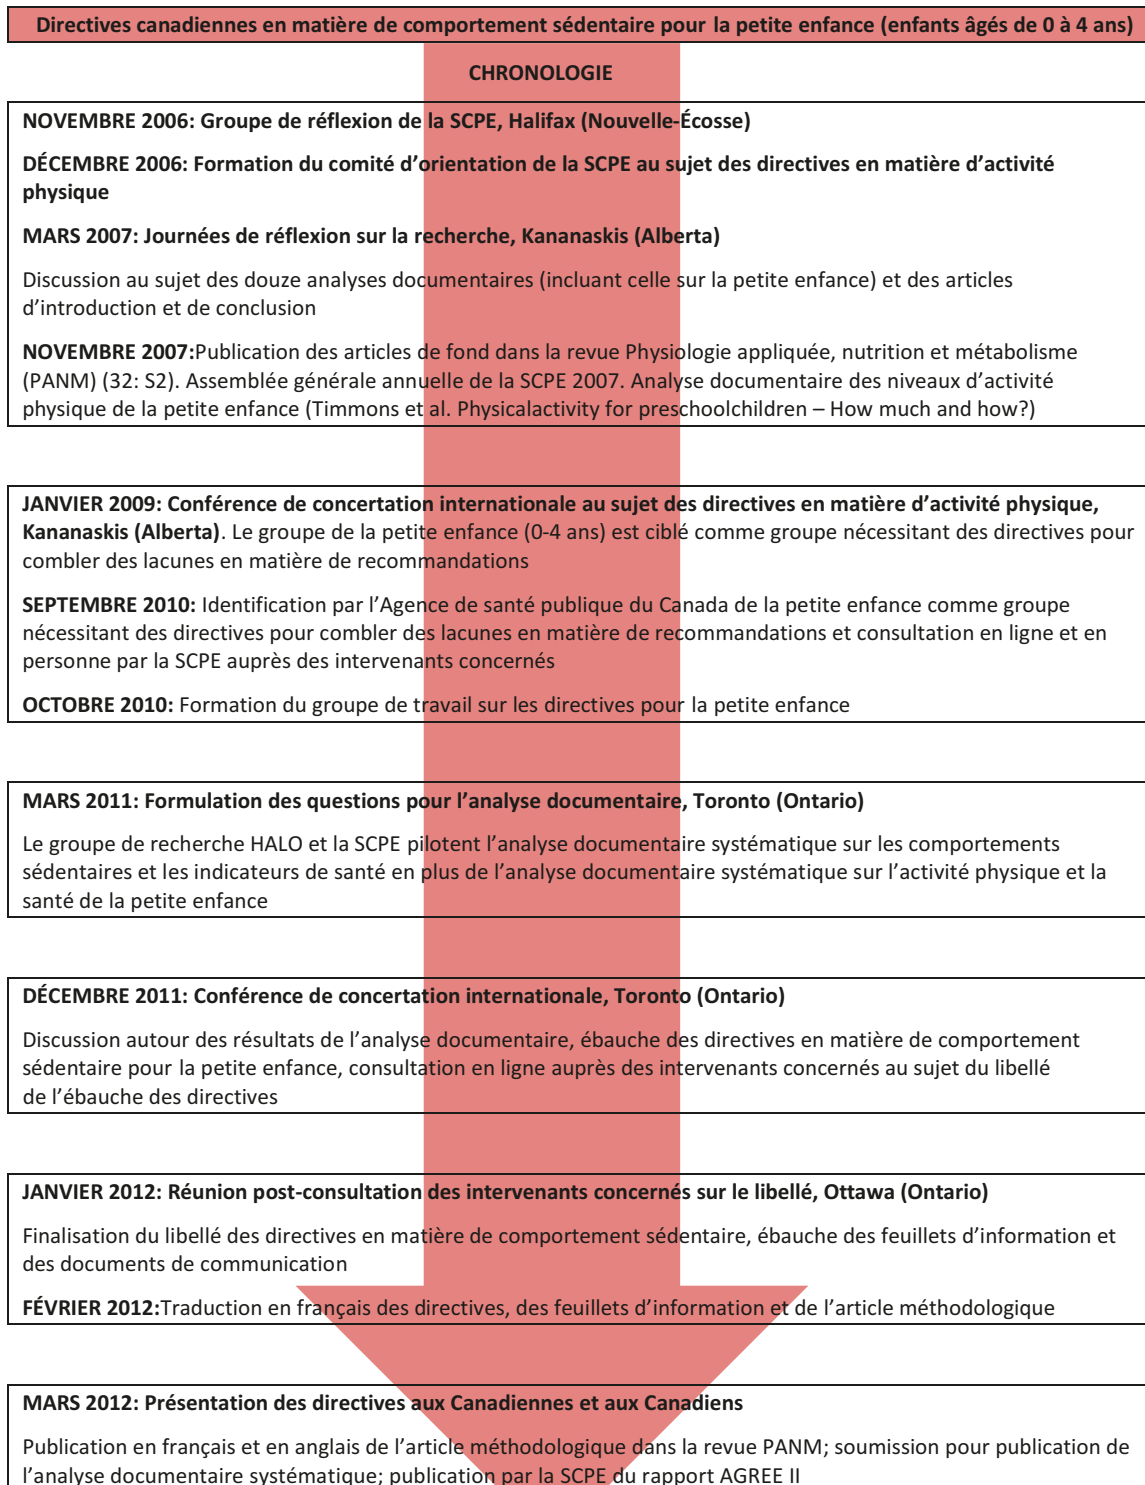 Directives canadiennes en matière de comportement sédentaire pour la petite enfance (enfants âgés de 0 à 4 ans)
CHRONOLOGIE
NOVEMBRE 2006: Groupe de réflexion de la SCPE, Halifax (Nouvelle-Écosse)
DÉCEMBRE 2006: Formation du comité d’orientation de la SCPE au sujet des directives en matière d’activité
physique
MARS 2007: Journées de réflexion sur la recherche, Kananaskis (Alberta)
Discussion au sujet des douze analyses documentaires (incluant celle sur la petite enfance) et des articles
d’introduction et de conclusion
NOVEMBRE 2007:Publication des articles de fond dans la revue Physiologie appliquée, nutrition et métabolisme
(PANM) (32: S2). Assemblée générale annuelle de la SCPE 2007. Analyse documentaire des niveaux d’activité
physique de la petite enfance (Timmons et al. Physicalactivity for preschoolchildren – How much and how?)
JANVIER 2009: Conférence de concertation internationale au sujet des directives en matière d’activité physique,
Kananaskis (Alberta). Le groupe de la petite enfance (0-4 ans) est ciblé comme groupe nécessitant des directives pour
combler des lacunes en matière de recommandations
SEPTEMBRE 2010: Identification par l’Agence de santé publique du Canada de la petite enfance comme groupe
nécessitant des directives pour combler des lacunes en matière de recommandations et consultation en ligne et en
personne par la SCPE auprès des intervenants concernés
OCTOBRE 2010: Formation du groupe de travail sur les directives pour la petite enfance
MARS 2011: Formulation des questions pour l’analyse documentaire, Toronto (Ontario)
Le groupe de recherche HALO et la SCPE pilotent l’analyse documentaire systématique sur les comportements
sédentaires et les indicateurs de santé en plus de l’analyse documentaire systématique sur l’activité physique et la
santé de la petite enfance
DÉCEMBRE 2011: Conférence de concertation internationale, Toronto (Ontario)
Discussion autour des résultats de l’analyse documentaire, ébauche des directives en matière de comportement
sédentaire pour la petite enfance, consultation en ligne auprès des intervenants concernés au sujet du libellé
de l’ébauche des directives
JANVIER 2012: Réunion post-consultation des intervenants concernés sur le libellé, Ottawa (Ontario)
Finalisation du libellé des directives en matière de comportement sédentaire, ébauche des feuillets d’information et
des documents de communication
FÉVRIER 2012:Traduction en français des directives, des feuillets d’information et de l’article méthodologique
MARS 2012: Présentation des directives aux Canadiennes et aux Canadiens
Publication en français et en anglais de l’article méthodologique dans la revue PANM; soumission pour publication de
l’analyse documentaire systématique; publication par la SCPE du rapport AGREE II